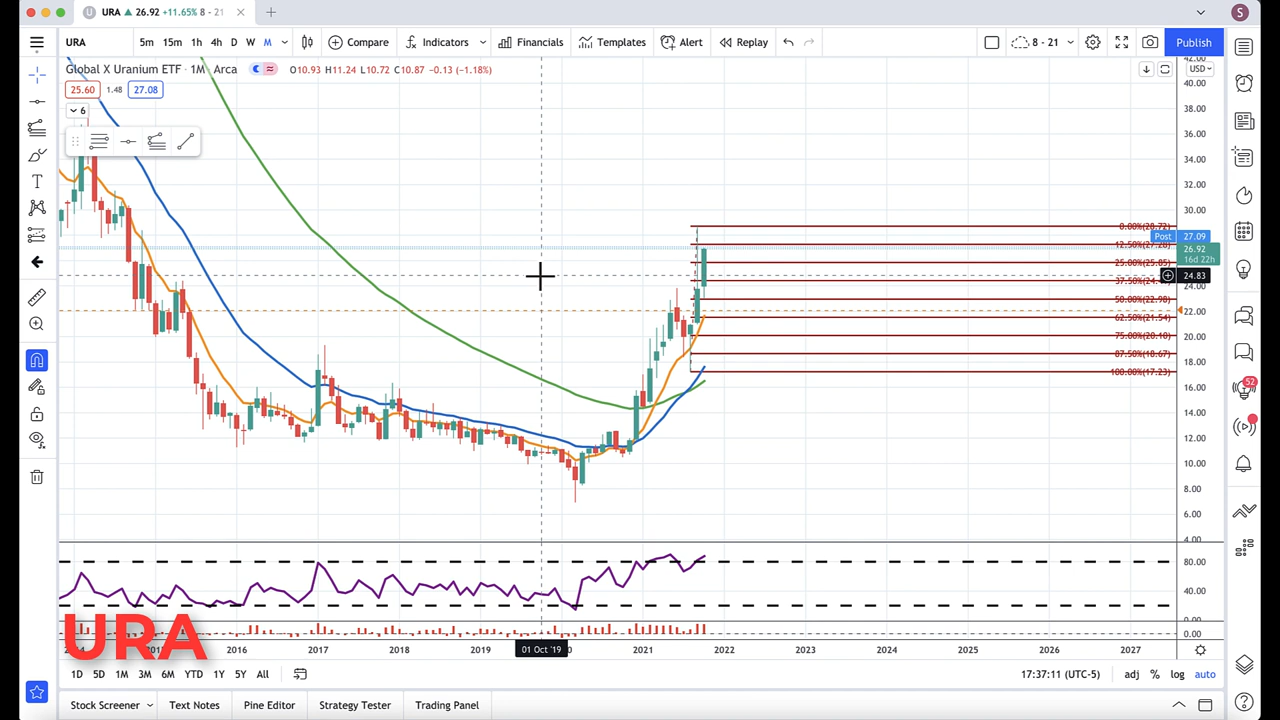 U URA ▲ 26.92 +11.65% 8 - 21 × + S
URA 5m 15m 1h 4h D W M Compare Indicators Financials Templates Alert Replay 8 - 21 Publish
Global X Uranium ETF · 1M Arca O10.93 H11.24 L10.72 C10.87 -0.13 (-1.18%)
USD
25.60 1.48 27.08
6
T
42.00
40.00
38.00
36.00
34.00
32.00
30.00
0.00%(28.72)
Post 27.09
26.92
16d 22h
25.00%(25.85)
24.83
24.00
50.00%(22.98)
22.00
62.50%(21.54)
20.00
75.00%(20.10)
87.50%(18.67)
18.00
100.00%(17.23)
16.00
14.00
12.00
10.00
8.00
6.00
4.00
80.00
40.00
0.00
0.00
52
URA
2016 2017 2018 2019 01 Oct '19 2021 2022 2023 2024 2025 2026 2027
1D 5D 1M 3M 6M YTD 1Y 5Y All 17:37:11 (UTC-5) adj % log auto
Stock Screener Text Notes Pine Editor Strategy Tester Trading Panel